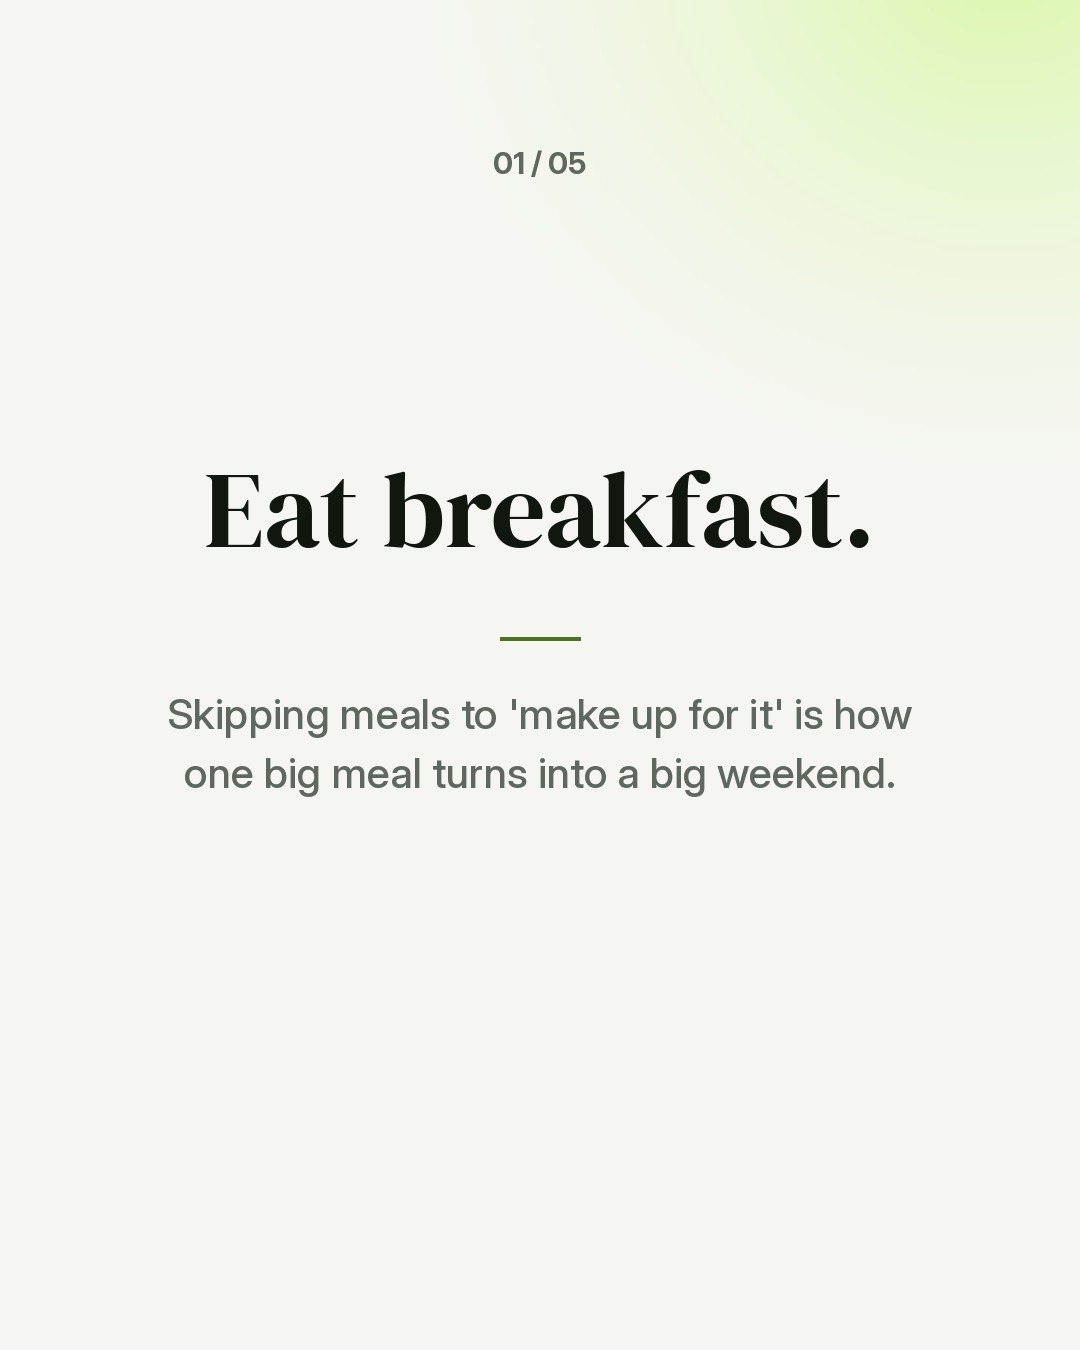 01 / 05
Eat breakfast.
Skipping meals to 'make up for it' is how
one big meal turns into a big weekend.